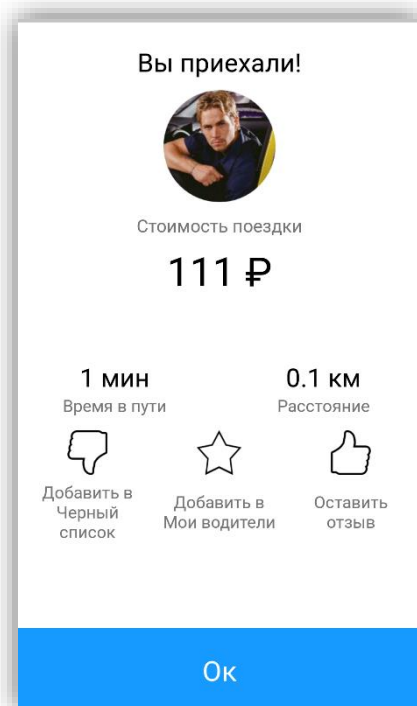 Вы приехали!
Стоимость поездки
111 ₽
1 мин
0.1 км
Время в пути
Расстояние
Добавить в
Черный
список
Добавить в
Мои водители
Оставить
отзыв
Ок